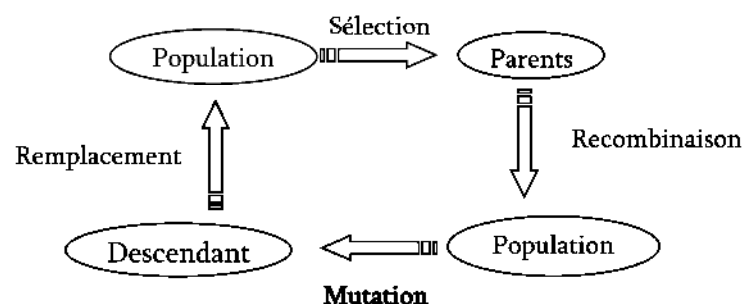 Sélection
Population
Parents
Remplacement
Recombinaison
Descendant
Population
Mutation